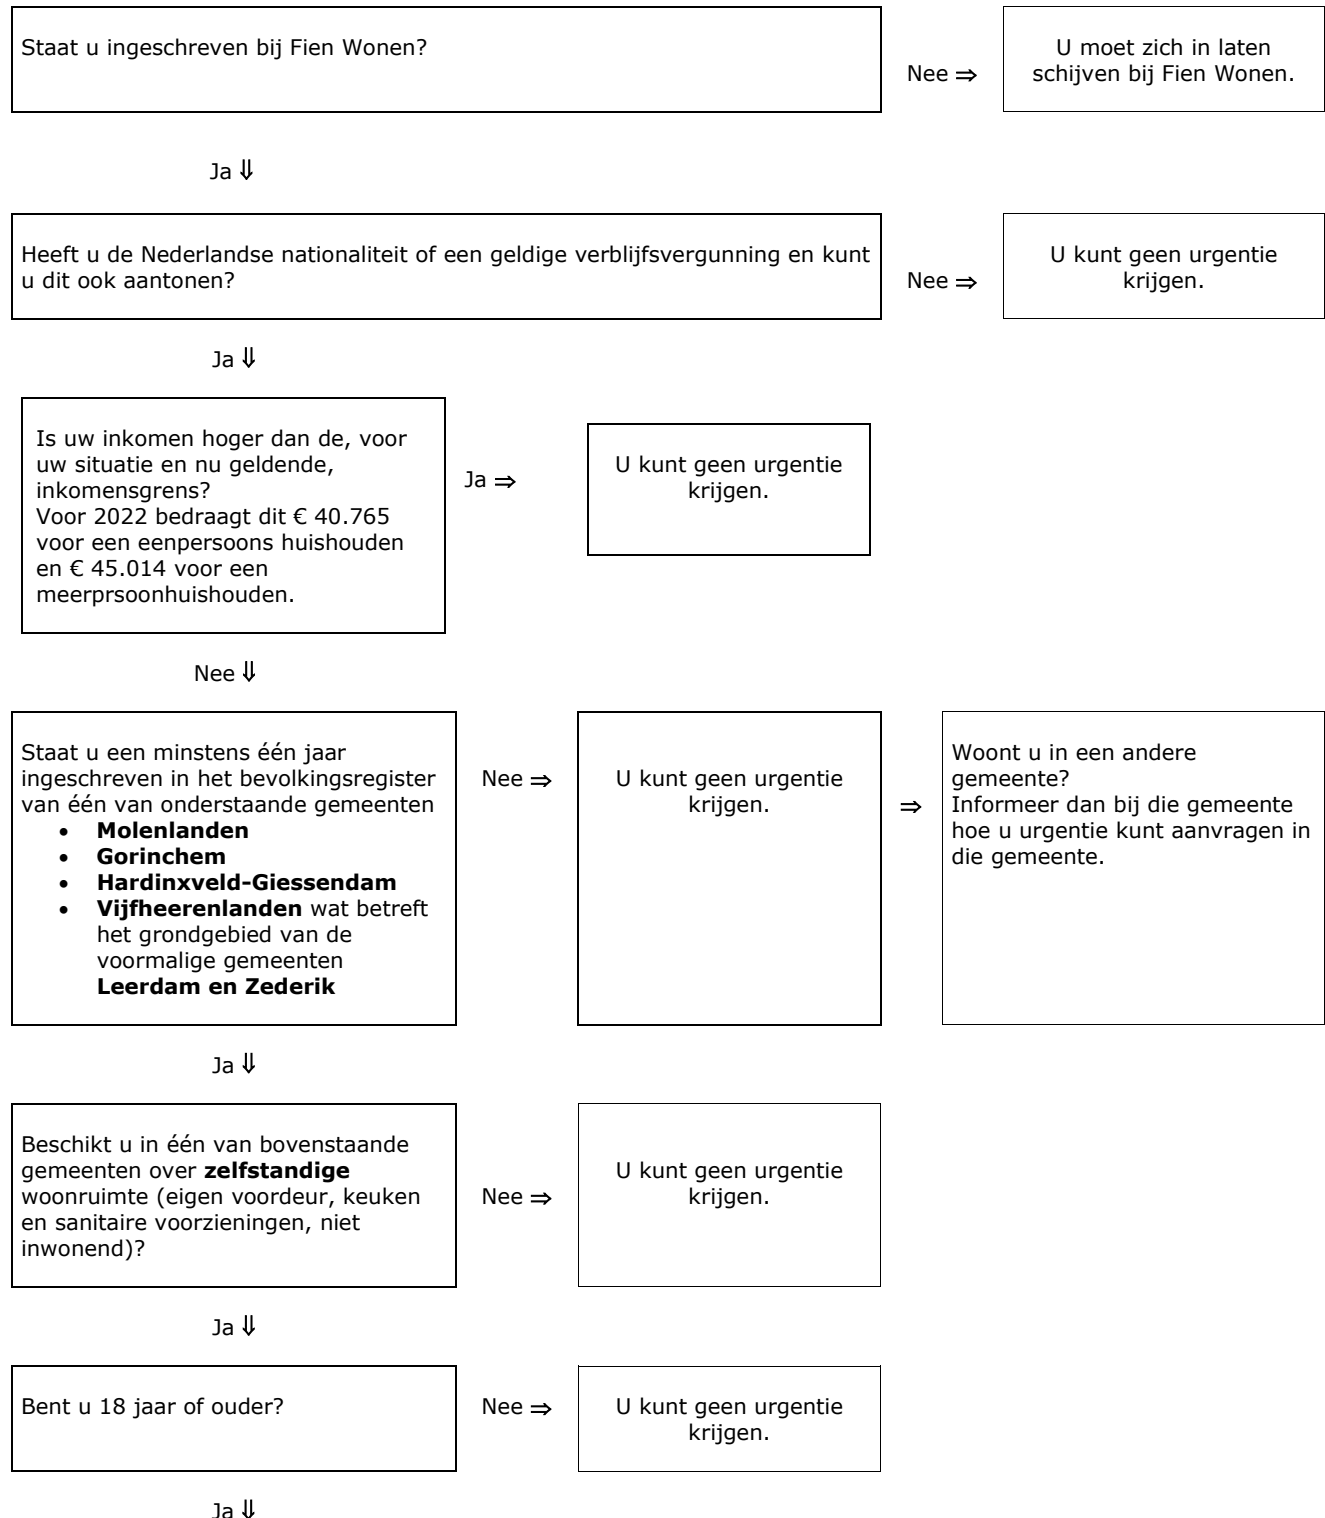 Staat u ingeschreven bij Fien Wonen?
Nee ⇒
U moet zich in laten
schijven bij Fien Wonen.
Ja ⇓
Heeft u de Nederlandse nationaliteit of een geldige verblijfsvergunning en kunt
u dit ook aantonen?
Nee ⇒
U kunt geen urgentie
krijgen.
Ja ⇓
Is uw inkomen hoger dan de, voor
uw situatie en nu geldende,
inkomensgrens?
Voor 2022 bedraagt dit € 40.765
voor een eenpersoons huishouden
en € 45.014 voor een
meerprsoonhuishouden.
Ja ⇒
U kunt geen urgentie
krijgen.
Nee ⇓
Staat u een minstens één jaar
ingeschreven in het bevolkingsregister
van één van onderstaande gemeenten
• Molenlanden
• Gorinchem
• Hardinxveld-Giessendam
• Vijfheerenlanden wat betreft
het grondgebied van de
voormalige gemeenten
Leerdam en Zederik
Nee ⇒
U kunt geen urgentie
krijgen.
⇒
Woont u in een andere
gemeente?
Informeer dan bij die gemeente
hoe u urgentie kunt aanvragen in
die gemeente.
Ja ⇓
Beschikt u in één van bovenstaande
gemeenten over zelfstandige
woonruimte (eigen voordeur, keuken
en sanitaire voorzieningen, niet
inwonend)?
Nee ⇒
U kunt geen urgentie
krijgen.
Ja ⇓
Bent u 18 jaar of ouder?
Nee ⇒
U kunt geen urgentie
krijgen.
Ja ⇓